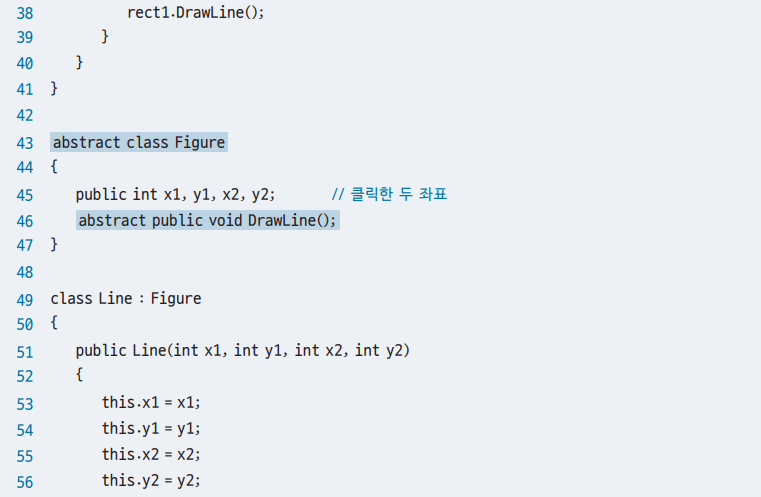 38 rect1.DrawLine();
39 }
40 }
41 }
42
43 abstract class Figure
44 {
45 public int x1, y1, x2, y2; // 클릭한 두 좌표
46 abstract public void DrawLine();
47 }
48
49 class Line : Figure
50 {
51 public Line(int x1, int y1, int x2, int y2)
52 {
53 this.x1 = x1;
54 this.y1 = y1;
55 this.x2 = x2;
56 this.y2 = y2;